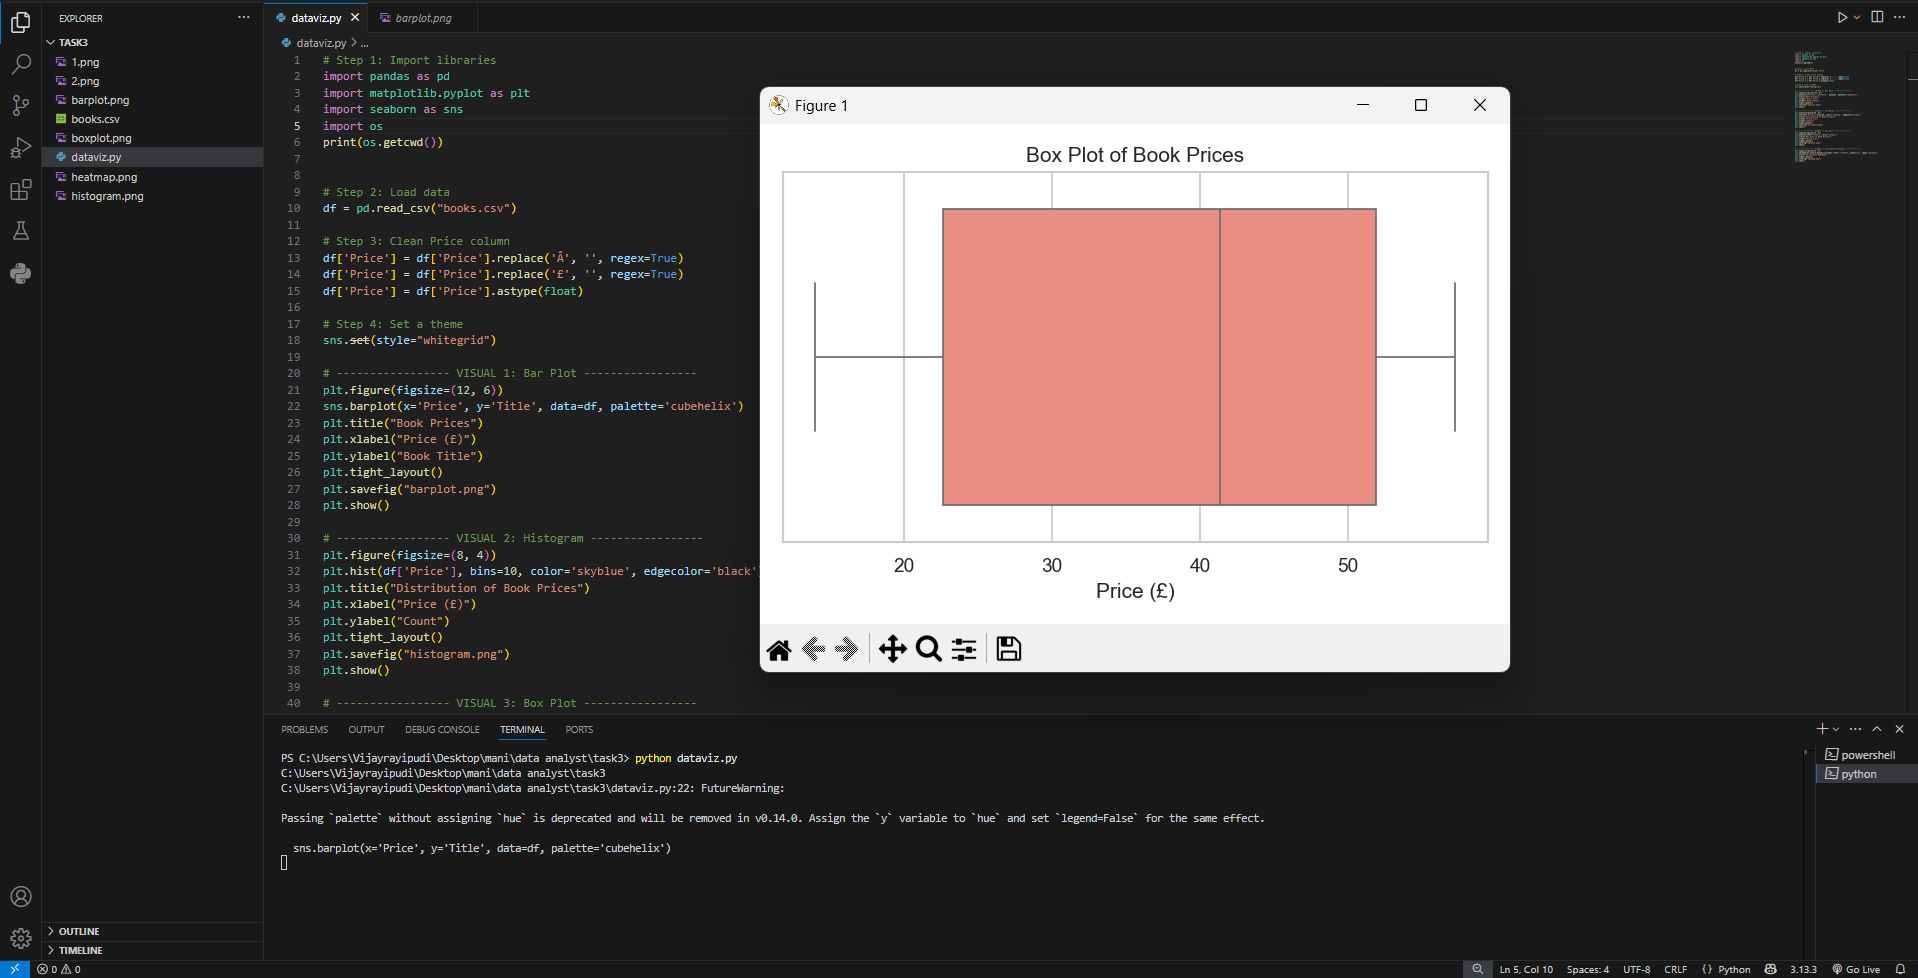 EXPLORER
TASK3
1.png
2.png
barplot.png
books.csv
boxplot.png
dataviz.py
heatmap.png
histogram.png
OUTLINE
TIMELINE
dataviz.py
barplot.png
dataviz.py > ...
1 # Step 1: Import libraries
2 import pandas as pd
3 import matplotlib.pyplot as plt
4 import seaborn as sns
5 import os
6 print(os.getcwd())
7
8
9 # Step 2: Load data
10 df = pd.read_csv("books.csv")
11
12 # Step 3: Clean Price column
13 df['Price'] = df['Price'].replace('Â', '', regex=True)
14 df['Price'] = df['Price'].replace('£', '', regex=True)
15 df['Price'] = df['Price'].astype(float)
16
17 # Step 4: Set a theme
18 sns.set(style="whitegrid")
19
20 # ----------------- VISUAL 1: Bar Plot -----------------
21 plt.figure(figsize=(12, 6))
22 sns.barplot(x='Price', y='Title', data=df, palette='cubehelix')
23 plt.title("Book Prices")
24 plt.xlabel("Price (£)")
25 plt.ylabel("Book Title")
26 plt.tight_layout()
27 plt.savefig("barplot.png")
28 plt.show()
29
30 # ----------------- VISUAL 2: Histogram -----------------
31 plt.figure(figsize=(8, 4))
32 plt.hist(df['Price'], bins=10, color='skyblue', edgecolor='black'
33 plt.title("Distribution of Book Prices")
34 plt.xlabel("Price (£)")
35 plt.ylabel("Count")
36 plt.tight_layout()
37 plt.savefig("histogram.png")
38 plt.show()
39
40 # ----------------- VISUAL 3: Box Plot -----------------
Figure 1
Box Plot of Book Prices
20 30 40 50
Price (£)
PROBLEMS OUTPUT DEBUG CONSOLE TERMINAL PORTS
PS C:\Users\Vijayrayipudi\Desktop\mani\data analyst\task3> python dataviz.py
C:\Users\Vijayrayipudi\Desktop\mani\data analyst\task3
C:\Users\Vijayrayipudi\Desktop\mani\data analyst\task3\dataviz.py:22: FutureWarning:
Passing `palette` without assigning `hue` is deprecated and will be removed in v0.14.0. Assign the `y` variable to `hue` and set `legend=False` for the same effect.
sns.barplot(x='Price', y='Title', data=df, palette='cubehelix')
powershell
python
0 0
Ln 5, Col 10 Spaces: 4 UTF-8 CRLF {} Python 3.13.3 Go Live